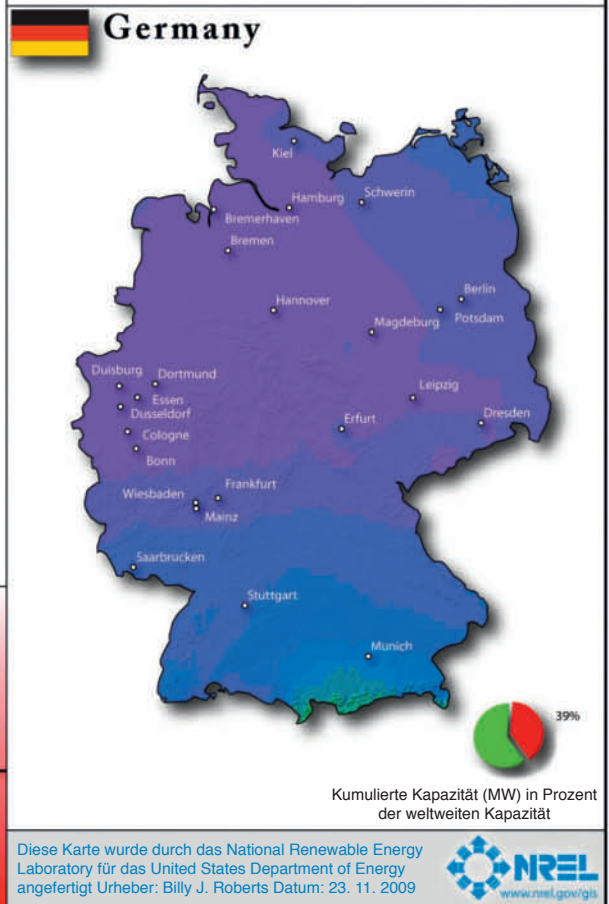 Germany
Kiel
Hamburg
Schwerin
Bremerhaven
Bremen
Berlin
Hannover
Magdeburg
Potsdam
Duisburg
Dortmund
Leipzig
Essen
Dusseldorf
Erfurt
Dresden
Cologne
Bonn
Frankfurt
Wiesbaden
Mainz
Saarbrucken
Stuttgart
Munich
39%
Kumulierte Kapazität (MW) in Prozent
der weltweiten Kapazität
Diese Karte wurde durch das National Renewable Energy
Laboratory für das United States Department of Energy
angefertigt Urheber: Billy J. Roberts Datum: 23. 11. 2009
NREL
www.nrel.gov/gis